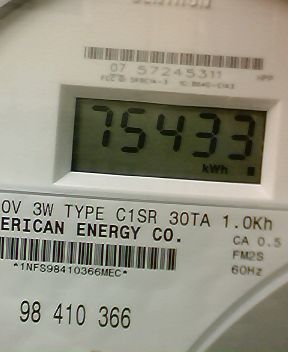 07 57245311
HPP
75433
kWh
0V 3W TYPE C1SR 30TA 1.0Kh
ERICAN ENERGY CO.
CA 0.5
FM2S
*1NFS98410366MEC*
60Hz
98 410 366